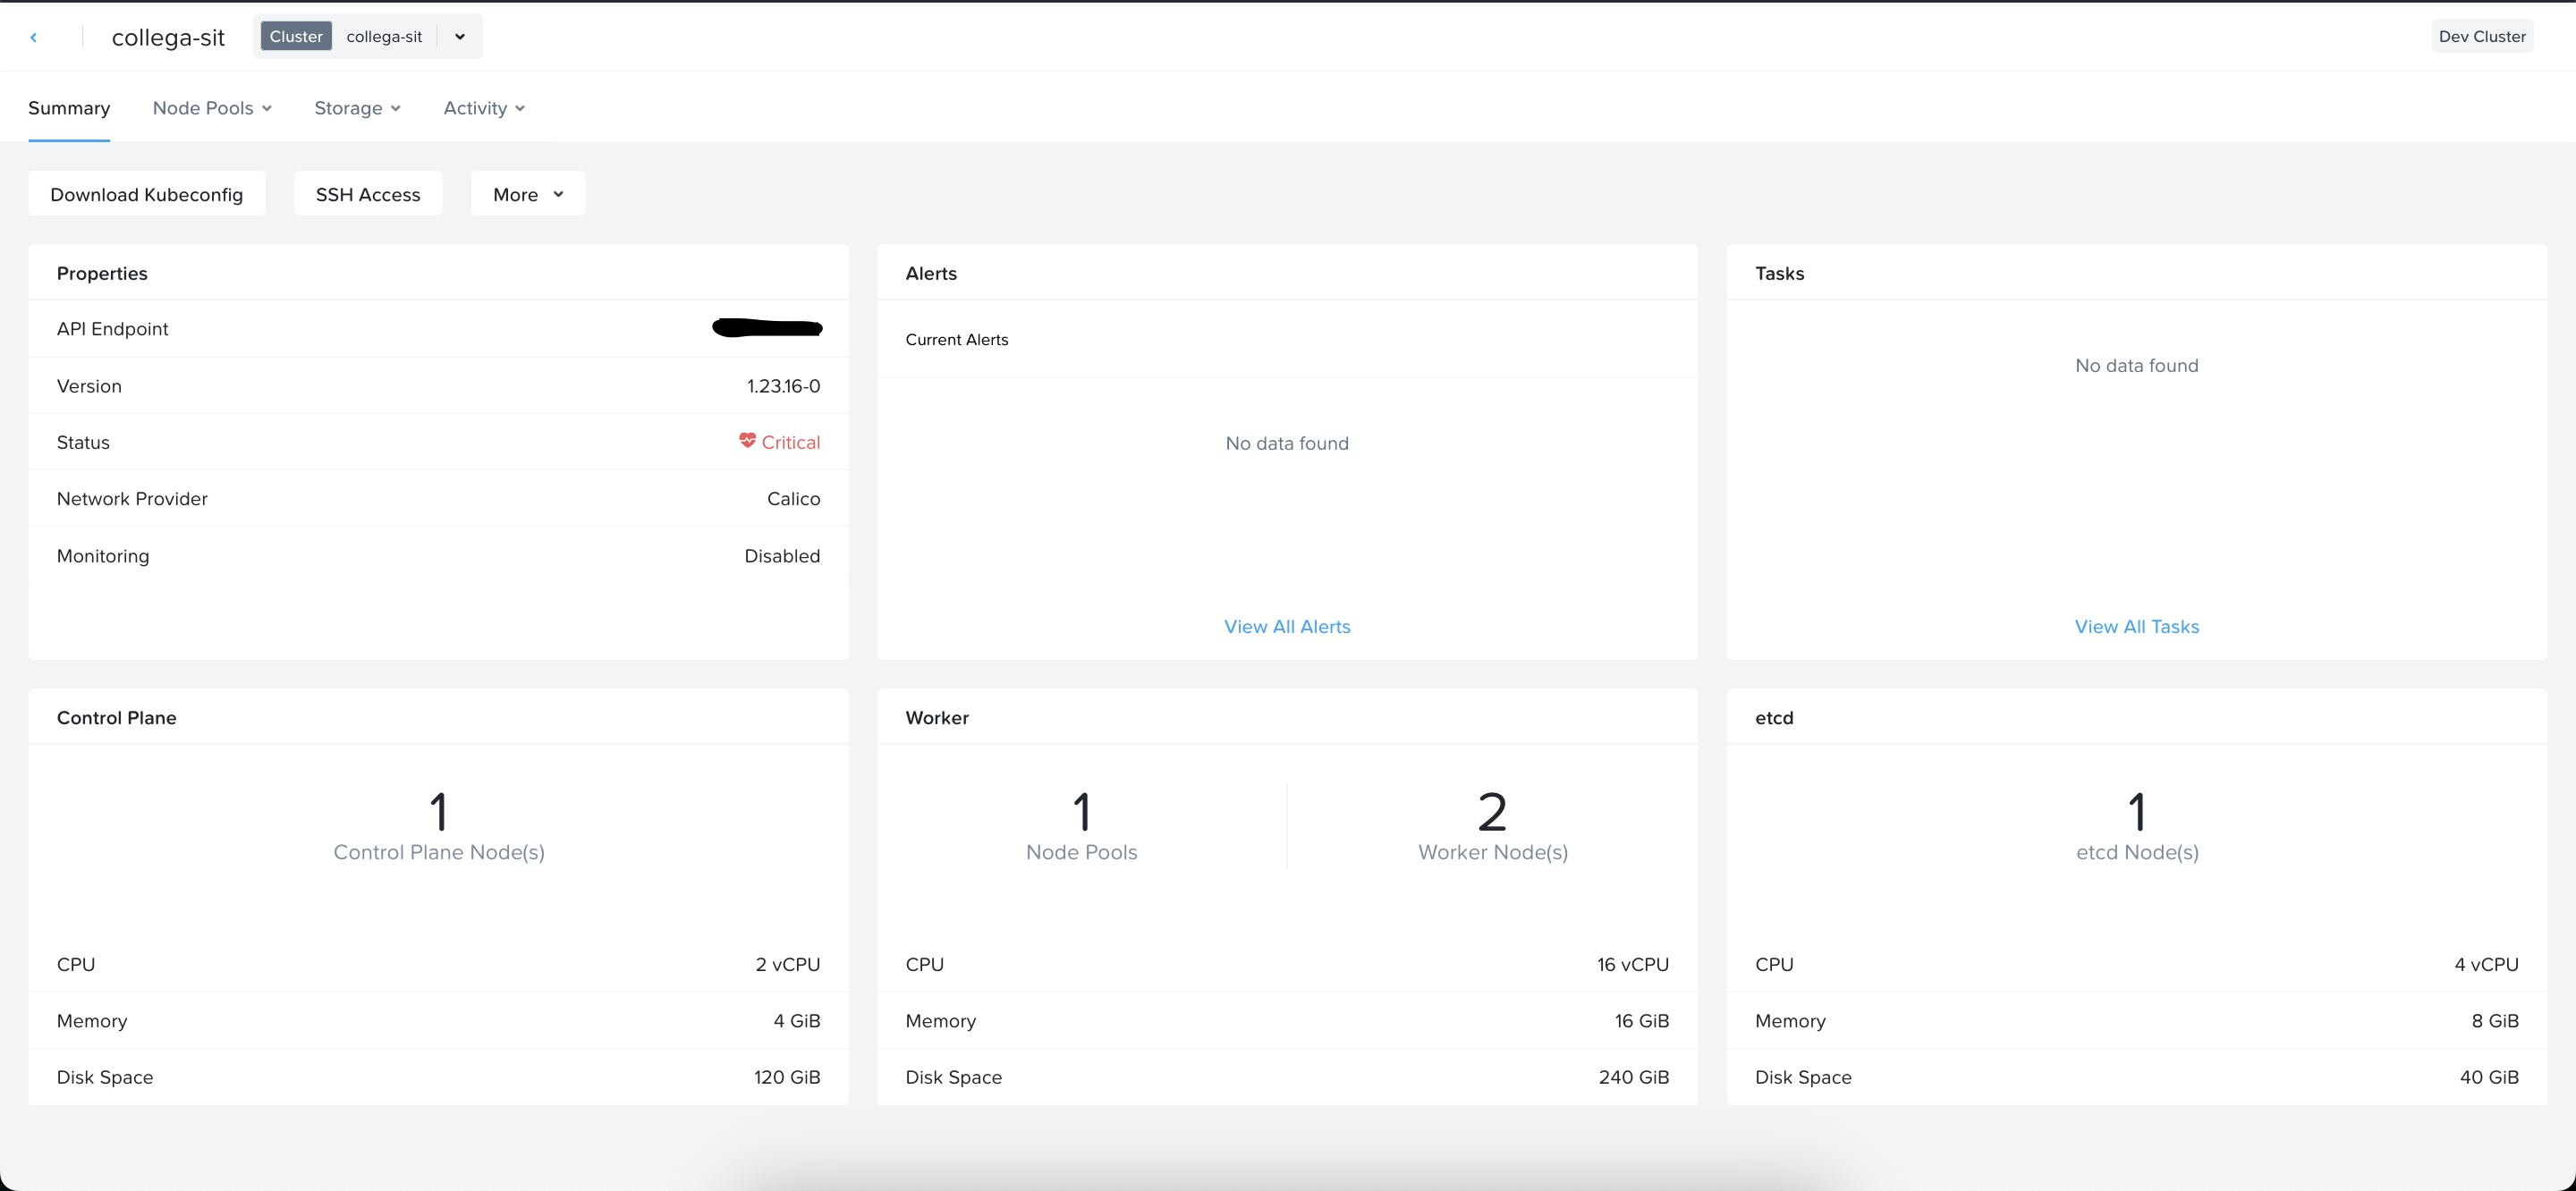 collega-sit Cluster collega-sit Dev Cluster
Summary Node Pools Storage Activity
Download Kubeconfig SSH Access More
Properties
API Endpoint
Version 1.23.16-0
Status Critical
Network Provider Calico
Monitoring Disabled
Alerts
Current Alerts
No data found
View All Alerts
Tasks
No data found
View All Tasks
Control Plane
1
Control Plane Node(s)
CPU 2 vCPU
Memory 4 GiB
Disk Space 120 GiB
Worker
1 2
Node Pools Worker Node(s)
CPU 16 vCPU
Memory 16 GiB
Disk Space 240 GiB
etcd
1
etcd Node(s)
CPU 4 vCPU
Memory 8 GiB
Disk Space 40 GiB